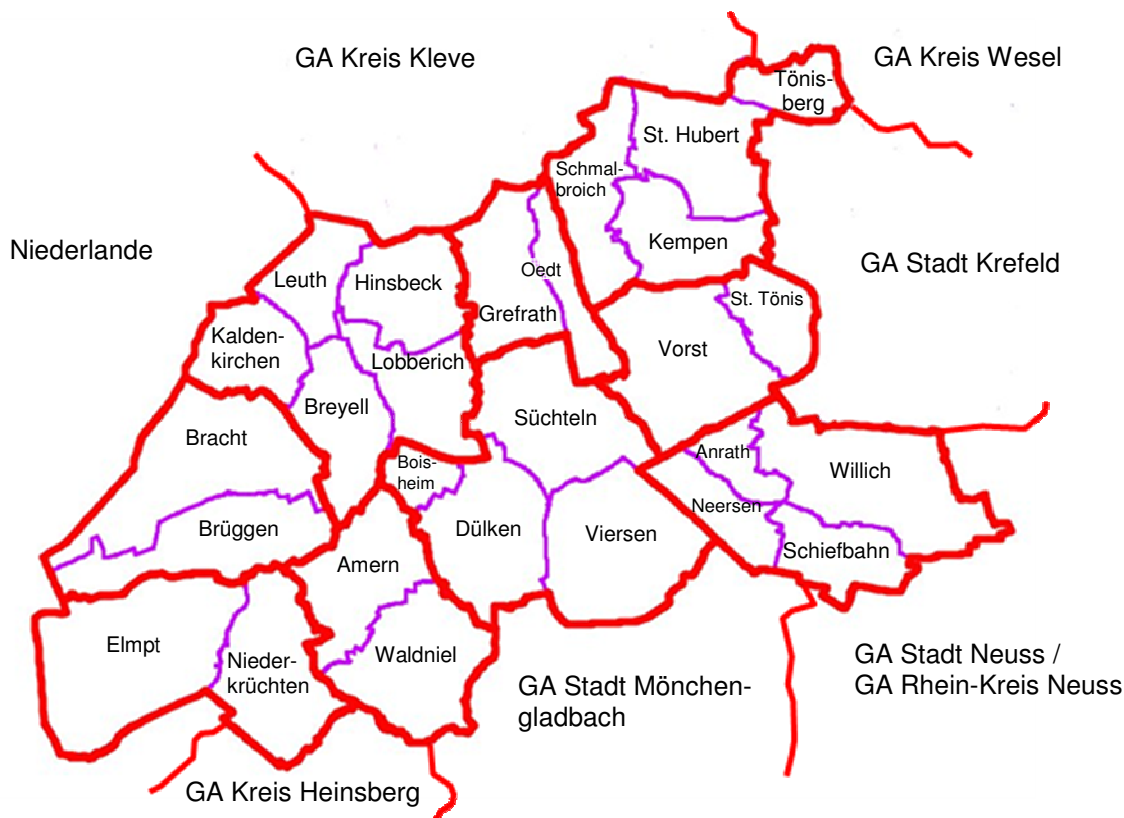 GA Kreis Kleve
GA Kreis Wesel
Tönis-
berg
St. Hubert
Schmal-
broich
Kempen
Niederlande
GA Stadt Krefeld
Leuth
Hinsbeck
Oedt
St. Tönis
Grefrath
Kalden-
kirchen
Vorst
Lobberich
Breyell
Süchteln
Bracht
Anrath
Willich
Bois-
heim
Neersen
Brüggen
Dülken
Viersen
Schiefbahn
Amern
Elmpt
Waldniel
Nieder-
krüchten
GA Stadt Mönchen-
gladbach
GA Stadt Neuss /
GA Rhein-Kreis Neuss
GA Kreis Heinsberg